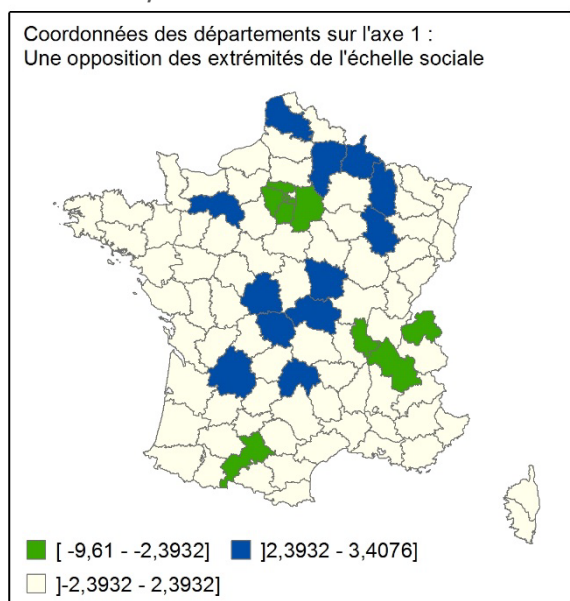 Coordonnées des départements sur l'axe 1 :
Une opposition des extrémités de l'échelle sociale
[ -9,61 - -2,3932] ]2,3932 - 3,4076]
]-2,3932 - 2,3932]